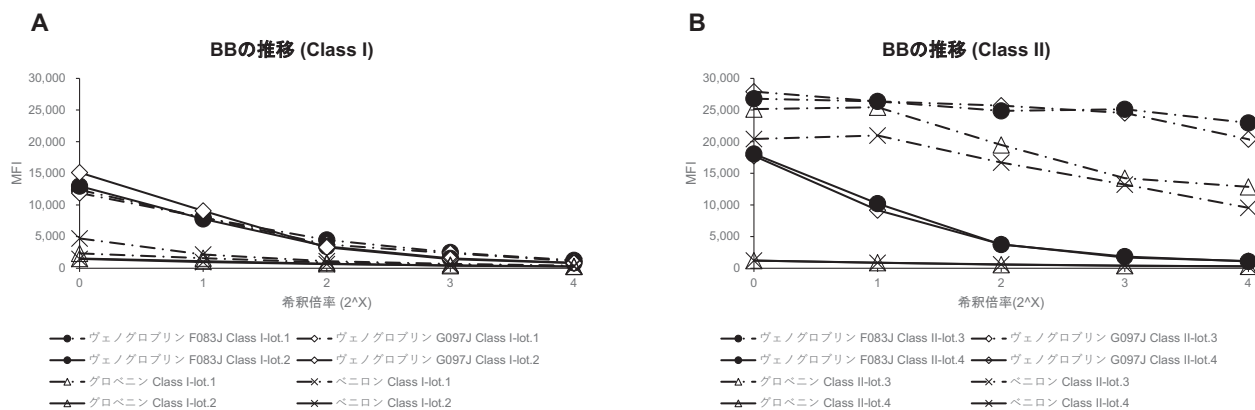 A
BBの推移 (Class I)
30,000
25,000
20,000
15,000
10,000
5,000
0
MFI
0 1 2 3 4
希釈倍率 (2^X)
ヴェノグロブリン F083J Class I-lot.1
ヴェノグロブリン G097J Class I-lot.1
ヴェノグロブリン F083J Class I-lot.2
ヴェノグロブリン G097J Class I-lot.2
グロベニン Class I-lot.1
ベニロン Class I-lot.1
グロベニン Class I-lot.2
ベニロン Class I-lot.2
B
BBの推移 (Class II)
30,000
25,000
20,000
15,000
10,000
5,000
0
MFI
0 1 2 3 4
希釈倍率(2^X)
ヴェノグロブリン F083J Class II-lot.3
ヴェノグロブリン G097J Class II-lot.3
ヴェノグロブリン F083J Class II-lot.4
ヴェノグロブリン G097J Class II-lot.4
グロベニン Class II-lot.3
ベニロン Class II-lot.3
グロベニン Class II-lot.4
ベニロン Class II-lot.4